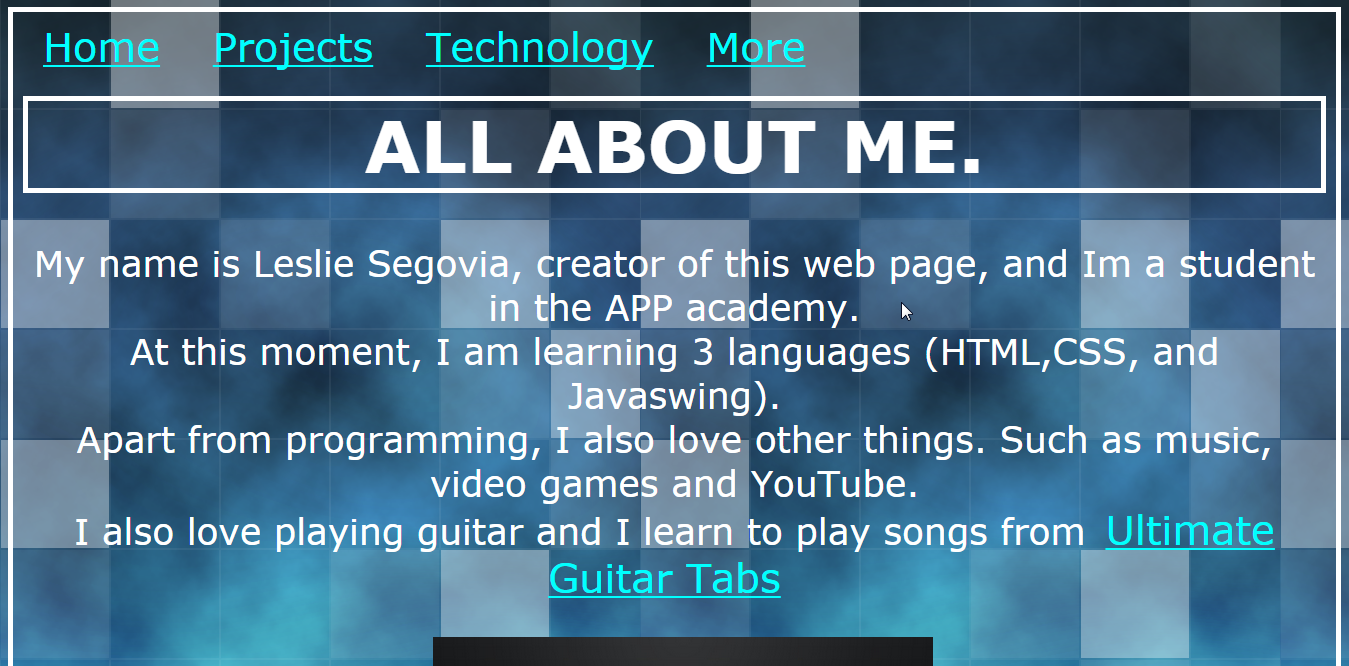 Home Projects Technology More
ALL ABOUT ME.
My name is Leslie Segovia, creator of this web page, and Im a student
in the APP academy.
At this moment, I am learning 3 languages (HTML,CSS, and
Javaswing).
Apart from programming, I also love other things. Such as music,
video games and YouTube.
I also love playing guitar and I learn to play songs from Ultimate
Guitar Tabs